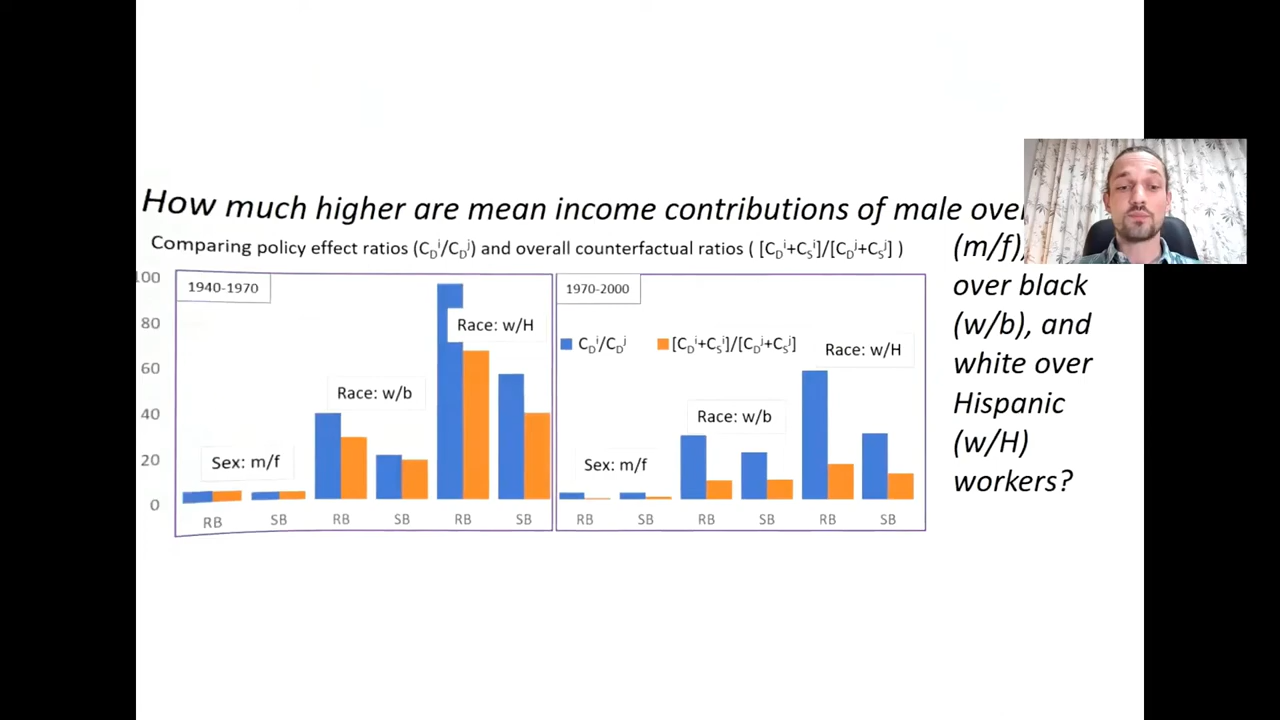 How much higher are mean income contributions of male over
Comparing policy effect ratios (C_D^i/C_D^j) and overall counterfactual ratios ( [C_D^i+C_S^i]/[C_D^j+C_S^j] )
(m/f),
over black
(w/b), and
white over
Hispanic
(w/H)
workers?
100
80
60
40
20
0
1940-1970
Race: w/H
Race: w/b
Sex: m/f
RB SB RB SB RB SB
1970-2000
C_D^i/C_D^j [C_D^i+C_S^i]/[C_D^j+C_S^j]
Race: w/H
Race: w/b
Sex: m/f
RB SB RB SB RB SB